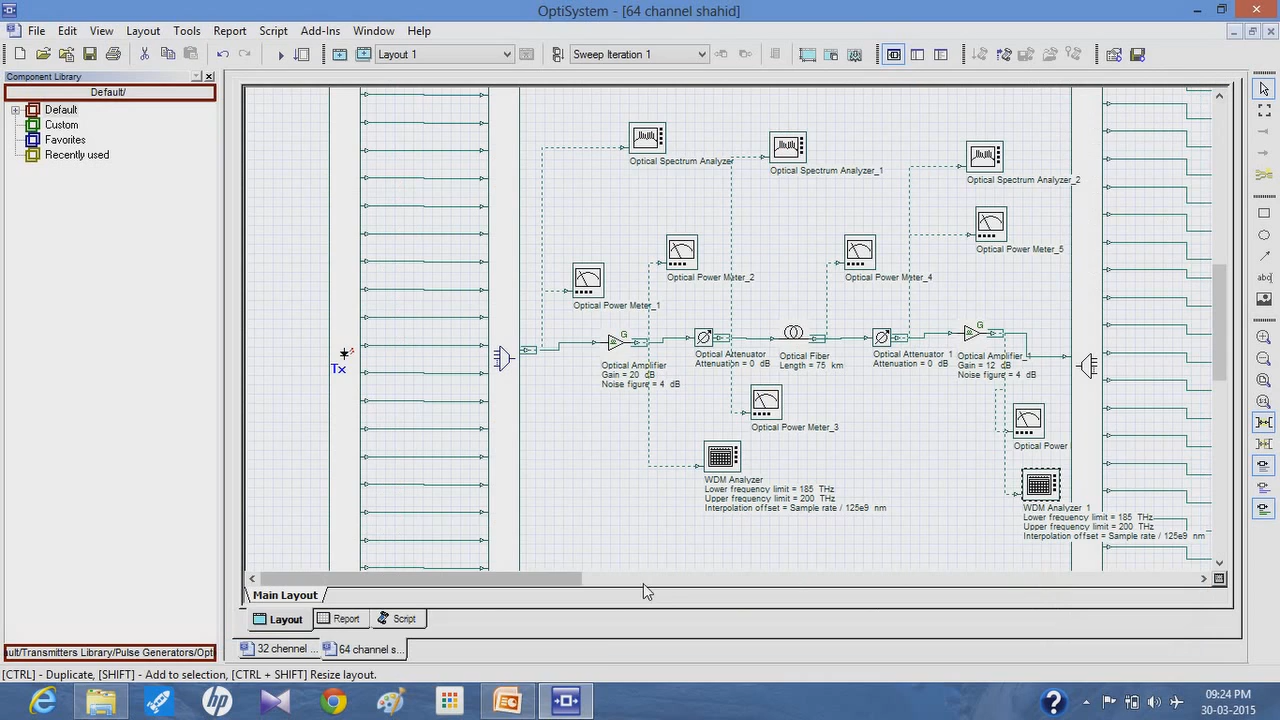 OptiSystem - [64 channel shahid]
File Edit View Layout Tools Report Script Add-Ins Window Help
Layout 1
Sweep Iteration 1
Component Library
Default/
Default
Custom
Favorites
Recently used
ult/Transmitters Library/Pulse Generators/Opt
Optical Spectrum Analyzer
Optical Spectrum Analyzer_1
Optical Spectrum Analyzer_2
Optical Power Meter_5
Optical Power Meter_2
Optical Power Meter_4
Optical Power Meter_1
Tx
G
Optical Amplifier
Gain = 20 dB
Noise figure = 4 dB
Optical Attenuator
Attenuation = 0 dB
Optical Fiber
Length = 75 km
Optical Attenuator_1
Attenuation = 0 dB
G
Optical Amplifier_
Gain = 12 dB
Noise figure = 4 dB
Optical Power Meter_3
Optical Power
WDM Analyzer
Lower frequency limit = 185 THz
Upper frequency limit = 200 THz
Interpolation offset = Sample rate / 125e9 nm
WDM Analyzer_1
Lower frequency limit = 185 THz
Upper frequency limit = 200 THz
Interpolation offset = Sample rate / 125e9 nm
abc
1:1
Main Layout
Layout Report Script
32 channel ... 64 channel s...
[CTRL] - Duplicate, [SHIFT] - Add to selection, [CTRL + SHIFT] Resize layout.
09:24 PM
30-03-2015